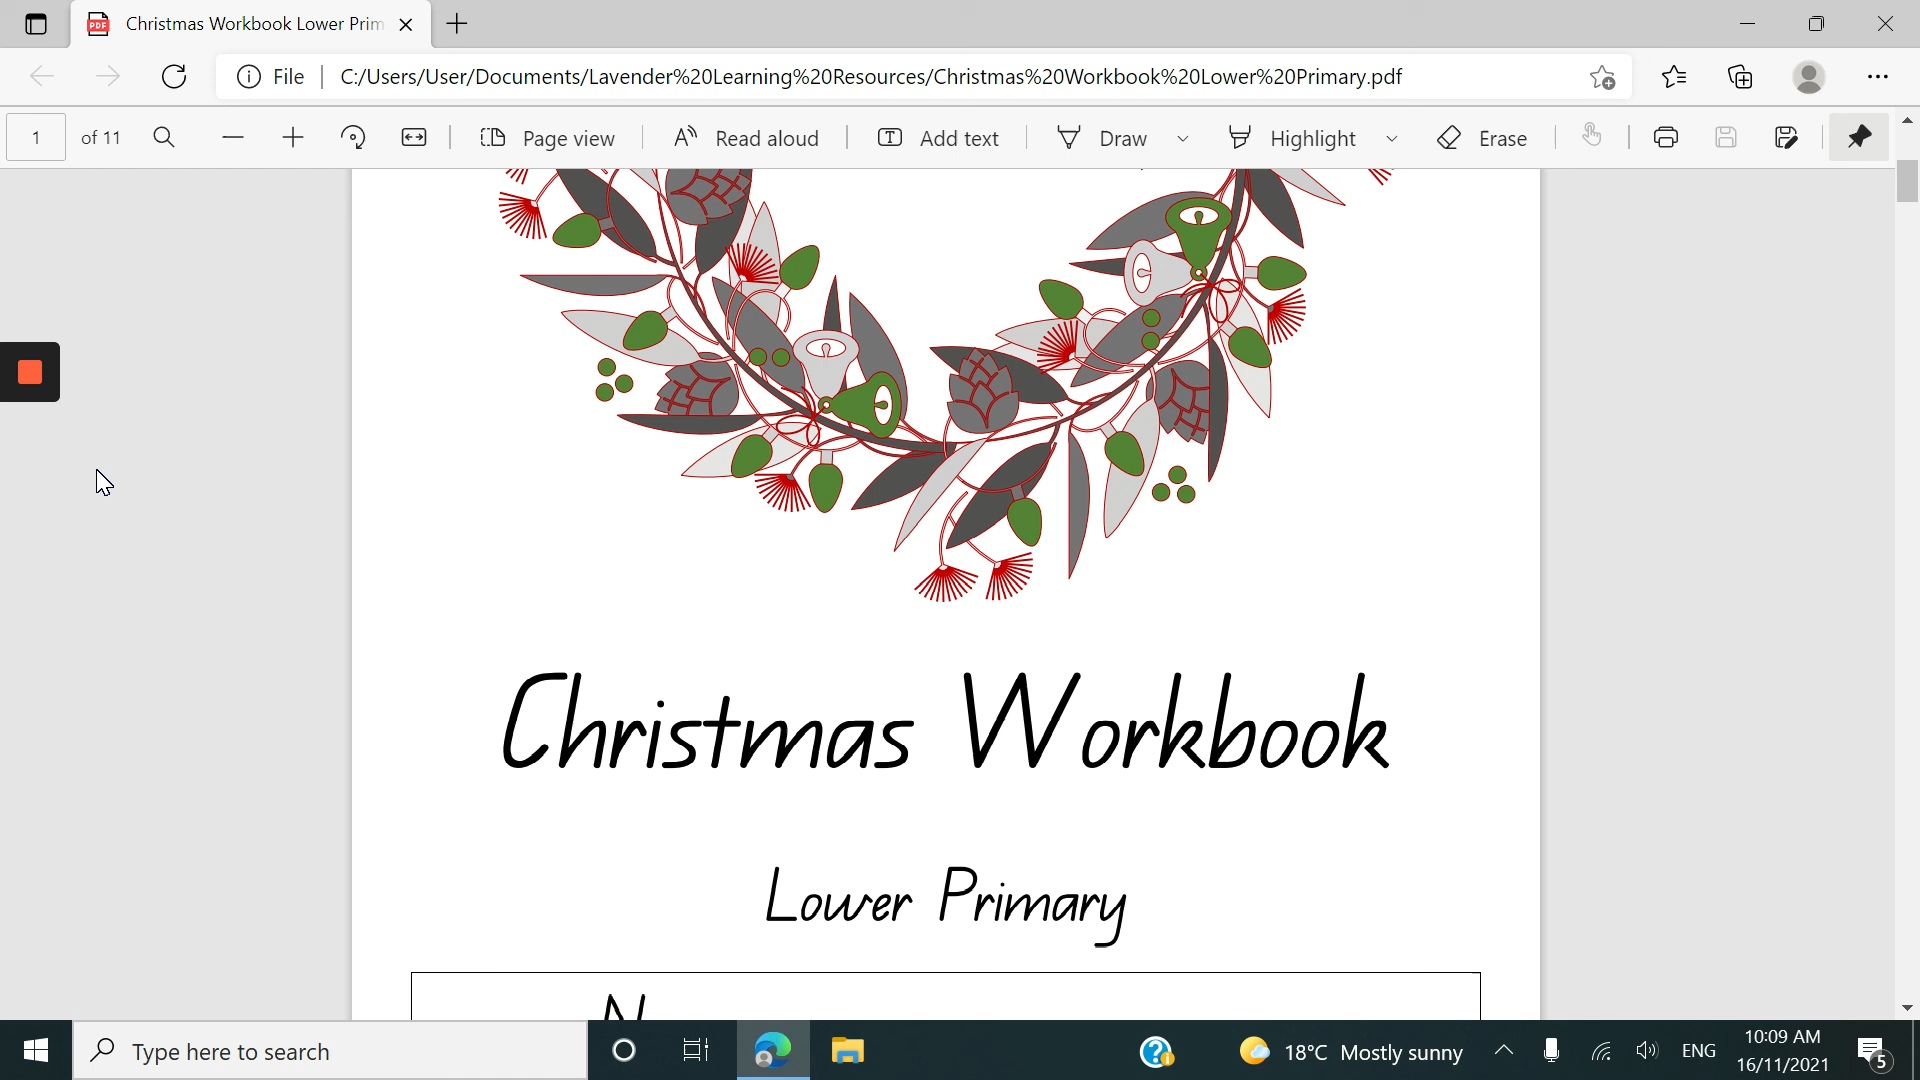 Christmas Workbook Lower Prim
File
C:/Users/User/Documents/Lavender%20Learning%20Resources/Christmas%20Workbook%20Lower%20Primary.pdf
1 of 11
Page view
Read aloud
Add text
Draw
Highlight
Erase
Christmas Workbook
Lower Primary
Type here to search
18°C Mostly sunny
ENG
10:09 AM
16/11/2021
5